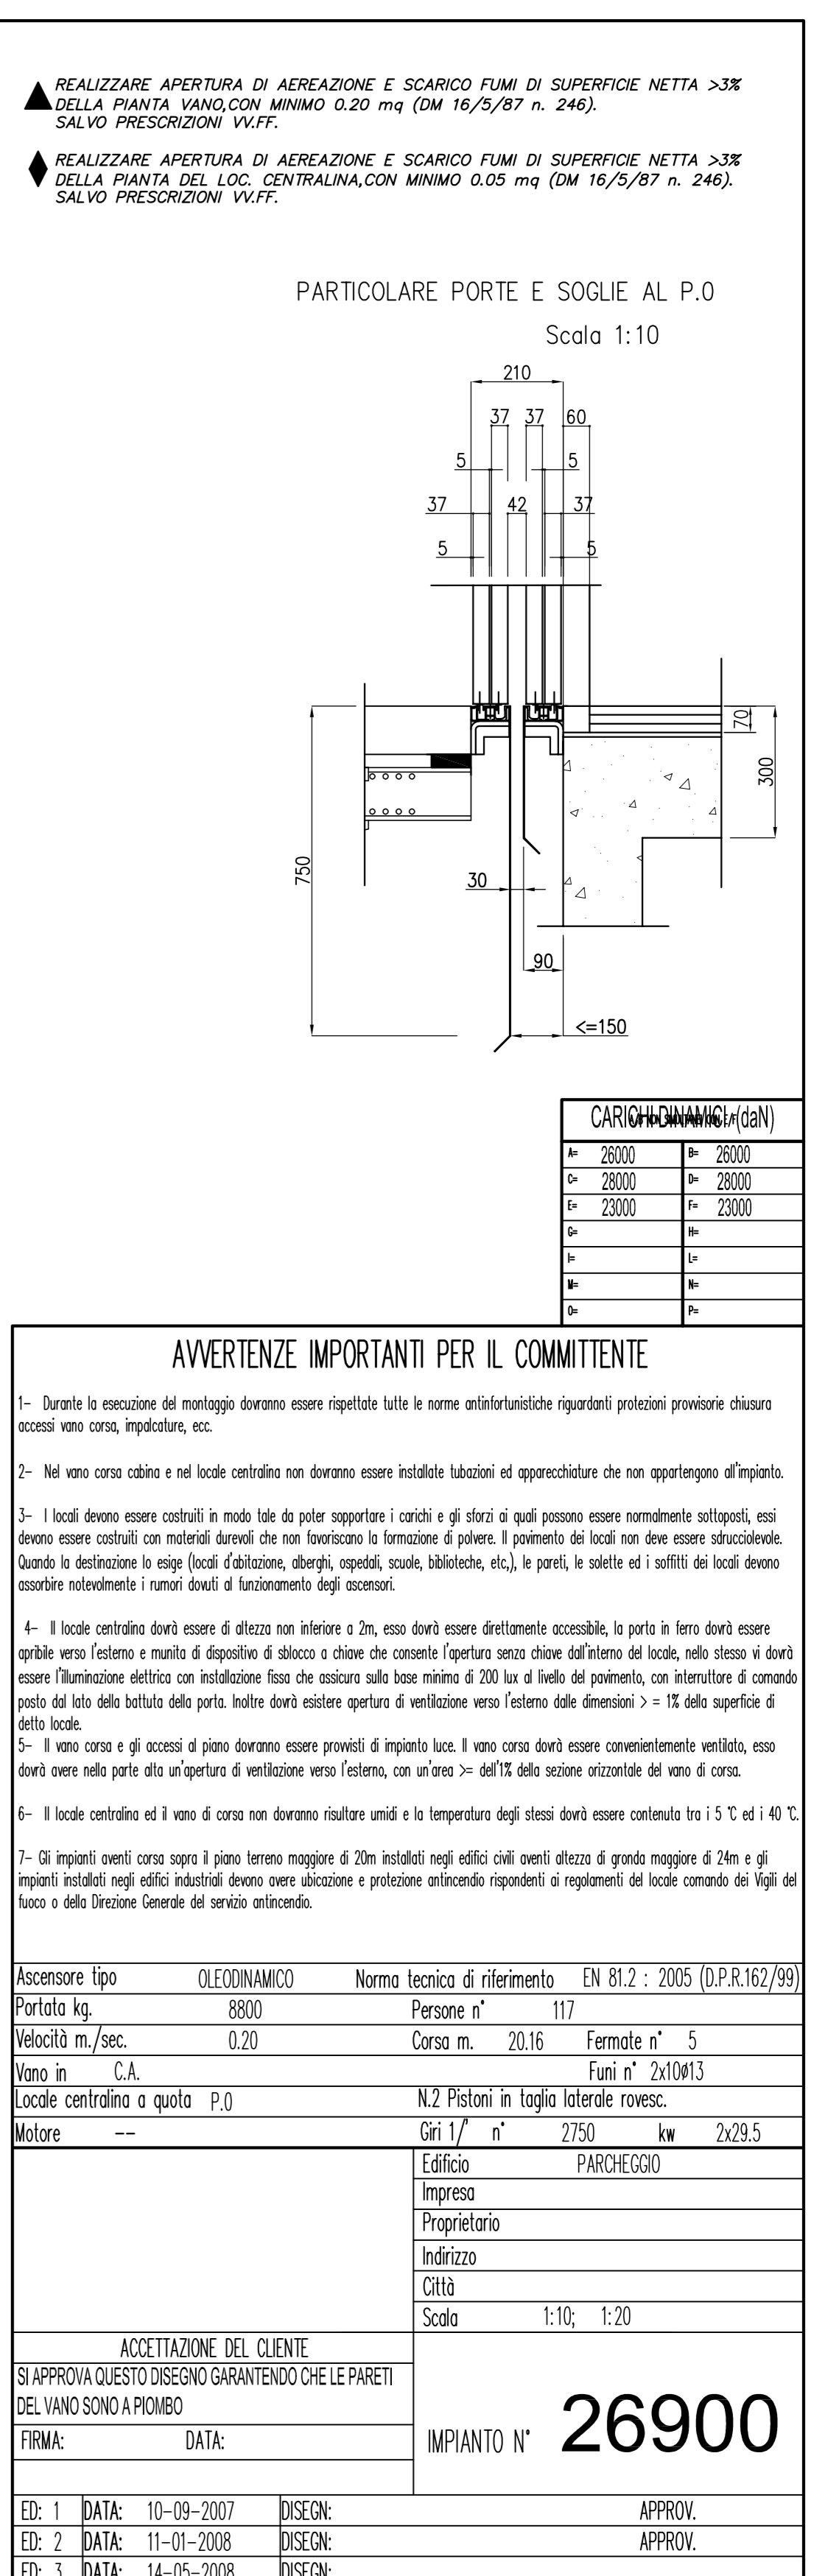 REALIZZARE APERTURA DI AEREAZIONE E SCARICO FUMI DI SUPERFICIE NETTA >3%
DELLA PIANTA VANO,CON MINIMO 0.20 mq (DM 16/5/87 n. 246).
SALVO PRESCRIZIONI VV.FF.
REALIZZARE APERTURA DI AEREAZIONE E SCARICO FUMI DI SUPERFICIE NETTA >3%
DELLA PIANTA DEL LOC. CENTRALINA,CON MINIMO 0.05 mq (DM 16/5/87 n. 246).
SALVO PRESCRIZIONI VV.FF.
PARTICOLARE PORTE E SOGLIE AL P.0
Scala 1:10
210
37 37 60
5 5
37 42 37
5 5
70
300
750
30
90
<=150
CARICHI DINAMICI (daN)
A= 26000 B= 26000
C= 28000 D= 28000
E= 23000 F= 23000
G= H=
I= L=
M= N=
O= P=
AVVERTENZE IMPORTANTI PER IL COMMITTENTE
1- Durante la esecuzione del montaggio dovranno essere rispettate tutte le norme antinfortunistiche riguardanti protezioni provvisorie chiusura
accessi vano corsa, impalcature, ecc.
2- Nel vano corsa cabina e nel locale centralina non dovranno essere installate tubazioni ed apparecchiature che non appartengono all'impianto.
3- I locali devono essere costruiti in modo tale da poter sopportare i carichi e gli sforzi ai quali possono essere normalmente sottoposti, essi
devono essere costruiti con materiali durevoli che non favoriscano la formazione di polvere. Il pavimento dei locali non deve essere sdrucciolevole.
Quando la destinazione lo esige (locali d'abitazione, alberghi, ospedali, scuole, biblioteche, etc,), le pareti, le solette ed i soffitti dei locali devono
assorbire notevolmente i rumori dovuti al funzionamento degli ascensori.
4- Il locale centralina dovrà essere di altezza non inferiore a 2m, esso dovrà essere direttamente accessibile, la porta in ferro dovrà essere
apribile verso l'esterno e munita di dispositivo di sblocco a chiave che consente l'apertura senza chiave dall'interno del locale, nello stesso vi dovrà
essere l'illuminazione elettrica con installazione fissa che assicura sulla base minima di 200 lux al livello del pavimento, con interruttore di comando
posto dal lato della battuta della porta. Inoltre dovrà esistere apertura di ventilazione verso l'esterno dalle dimensioni > = 1% della superficie di
detto locale.
5- Il vano corsa e gli accessi al piano dovranno essere provvisti di impianto luce. Il vano corsa dovrà essere convenientemente ventilato, esso
dovrà avere nella parte alta un'apertura di ventilazione verso l'esterno, con un'area >= dell'1% della sezione orizzontale del vano di corsa.
6- Il locale centralina ed il vano di corsa non dovranno risultare umidi e la temperatura degli stessi dovrà essere contenuta tra i 5 °C ed i 40 °C.
7- Gli impianti aventi corsa sopra il piano terreno maggiore di 20m installati negli edifici civili aventi altezza di gronda maggiore di 24m e gli
impianti installati negli edifici industriali devono avere ubicazione e protezione antincendio rispondenti ai regolamenti del locale comando dei Vigili del
fuoco o della Direzione Generale del servizio antincendio.
Ascensore tipo OLEODINAMICO Norma tecnica di riferimento EN 81.2 : 2005 (D.P.R.162/99)
Portata kg. 8800 Persone n° 117
Velocità m./sec. 0.20 Corsa m. 20.16 Fermate n° 5
Vano in C.A. Funi n° 2x10ø13
Locale centralina a quota P.0 N.2 Pistoni in taglia laterale rovesc.
Motore -- Giri 1/' n° 2750 kw 2x29.5
Edificio PARCHEGGIO
Impresa
Proprietario
Indirizzo
Città
Scala 1:10; 1:20
ACCETTAZIONE DEL CLIENTE
SI APPROVA QUESTO DISEGNO GARANTENDO CHE LE PARETI
DEL VANO SONO A PIOMBO
FIRMA: DATA:
IMPIANTO N° 26900
ED: 1 DATA: 10-09-2007 DISEGN: APPROV.
ED: 2 DATA: 11-01-2008 DISEGN: APPROV.
ED: 3 DATA: 14-05-2008 DISEGN: